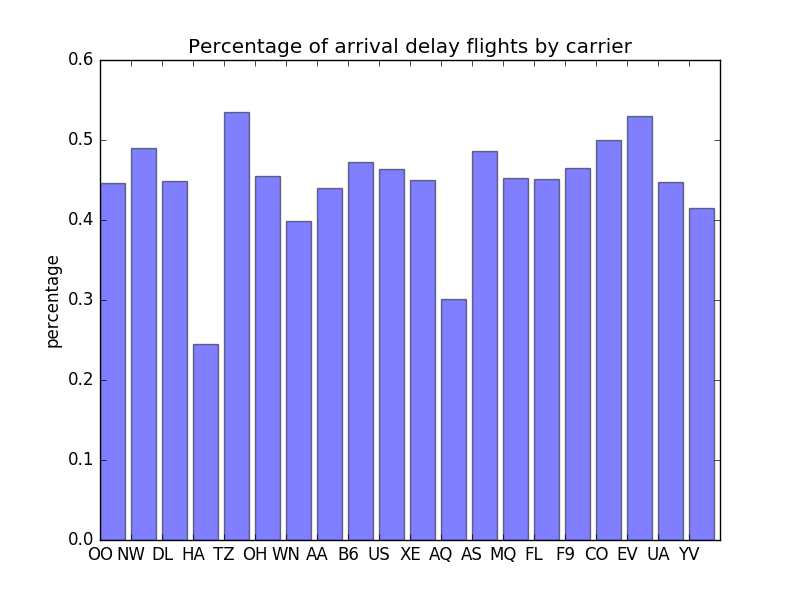 Percentage of arrival delay flights by carrier
percentage
0.6
0.5
0.4
0.3
0.2
0.1
0.0
OO NW DL HA TZ OH WN AA B6 US XE AQ AS MQ FL F9 CO EV UA YV